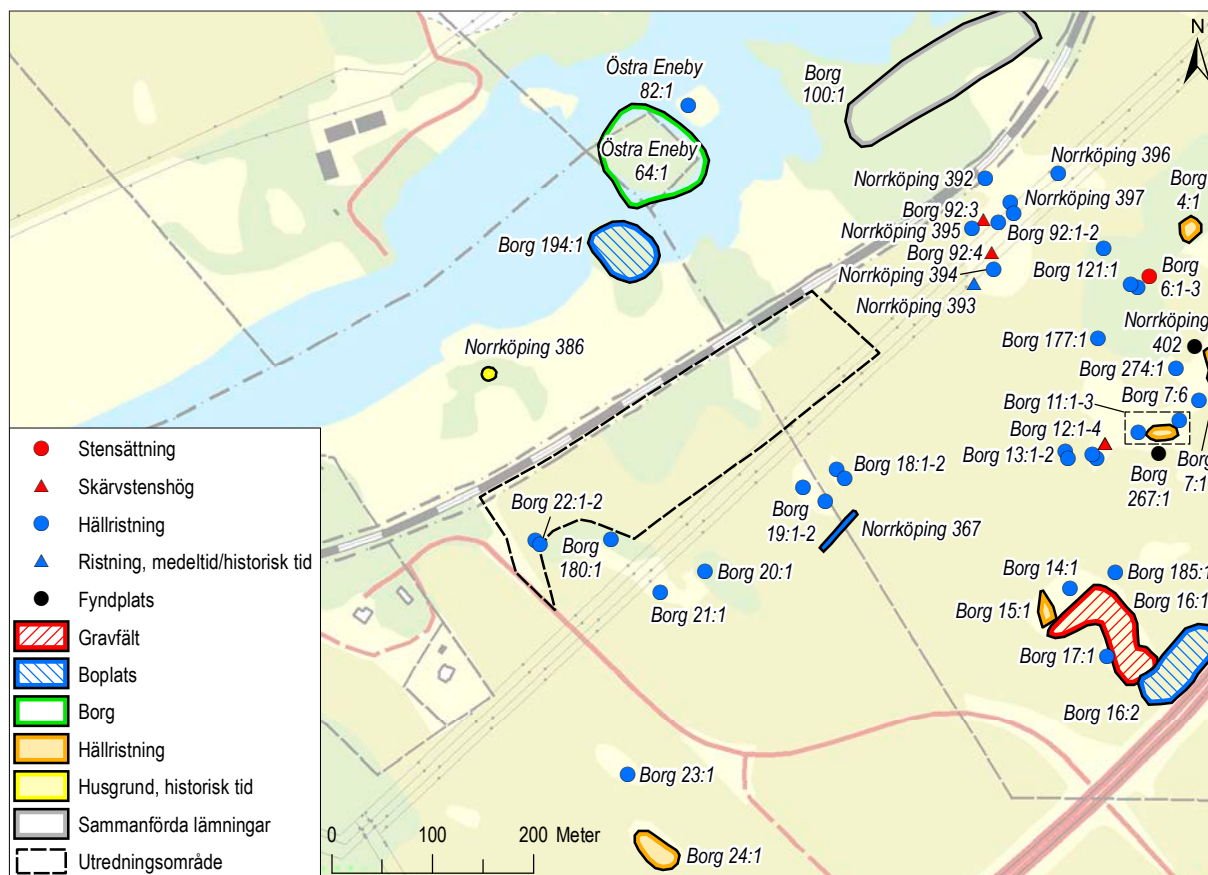 N
Östra Eneby
82:1
Borg
100:1
Östra Eneby
64:1
Norrköping 396
Norrköping 392
Borg
4:1
Norrköping 397
Borg 92:3
Norrköping 395
Borg 92:1-2
Borg 194:1
Borg 92:4
Borg 121:1
Borg
6:1-3
Norrköping 394
Norrköping 393
Norrköping
402
Borg 177:1
Norrköping 386
Borg 274:1
Borg 11:1-3
Borg 7:6
Borg 12:1-4
Borg 13:1-2
Borg
267:1
Borg
7:1
Borg 18:1-2
Borg
19:1-2
Norrköping 367
Borg 22:1-2
Borg
180:1
Borg 20:1
Borg 21:1
Borg 14:1
Borg 185:1
Borg 16:1
Borg 15:1
Borg 17:1
Borg 16:2
Borg 23:1
Borg 24:1
Stensättning
Skärvstenshög
Hällristning
Ristning, medeltid/historisk tid
Fyndplats
Gravfält
Boplats
Borg
Hällristning
Husgrund, historisk tid
Sammanförda lämningar
Utredningsområde
0 100 200 Meter